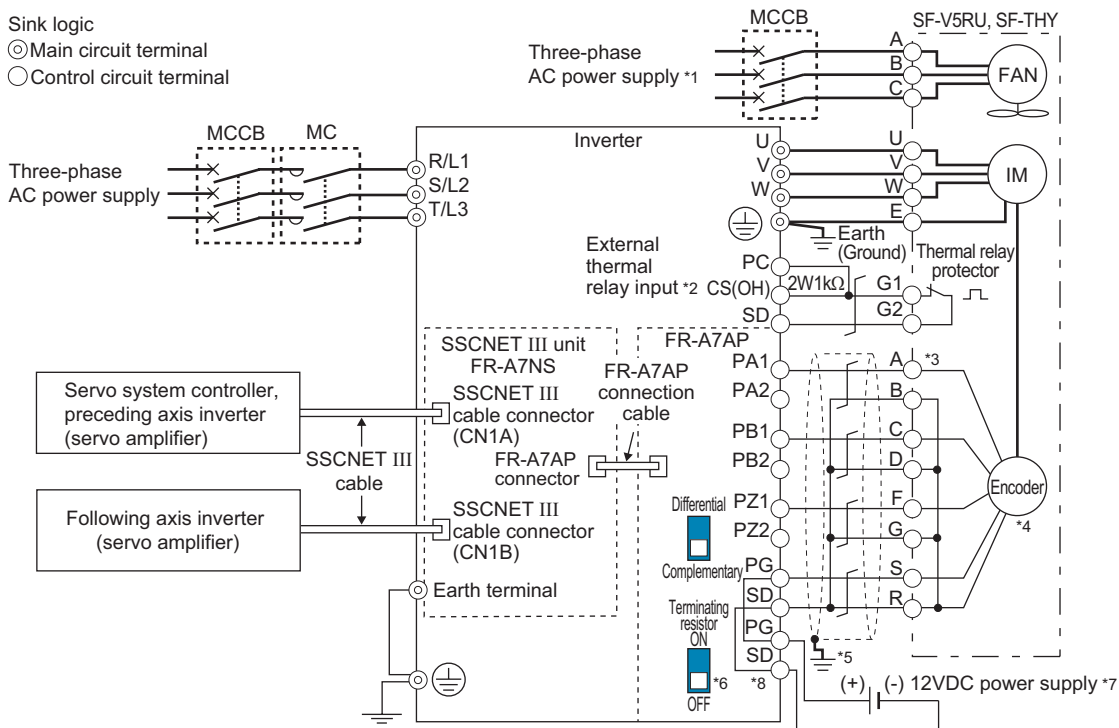 Sink logic
Main circuit terminal
Control circuit terminal
MCCB
SF-V5RU, SF-THY
Three-phase
AC power supply *1
A
B
C
FAN
MCCB
MC
Three-phase
AC power supply
R/L1
S/L2
T/L3
Inverter
U
V
W
U
V
W
E
IM
Earth
(Ground)
External
thermal
relay input *2
PC
CS(OH)
SD
2W1kΩ
G1
G2
Thermal relay
protector
SSCNET III unit
FR-A7NS
SSCNET III
cable connector
(CN1A)
FR-A7AP
FR-A7AP
connection
cable
FR-A7AP
connector
SSCNET III
cable connector
(CN1B)
Servo system controller,
preceding axis inverter
(servo amplifier)
SSCNET III
cable
Following axis inverter
(servo amplifier)
Earth terminal
PA1
PA2
PB1
PB2
PZ1
PZ2
PG
SD
PG
SD
Differential
Complementary
Terminating
resistor
ON
OFF
*6
*8
A
*3
B
C
D
F
G
S
R
Encoder
*4
*5
(+)
(-) 12VDC power supply *7